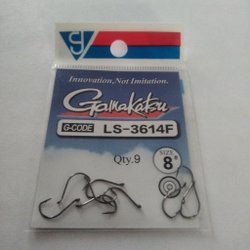 Innovation, Not Imitation.
Gamakatsu
G-CODE LS-3614F
Qty.9
SIZE
8#